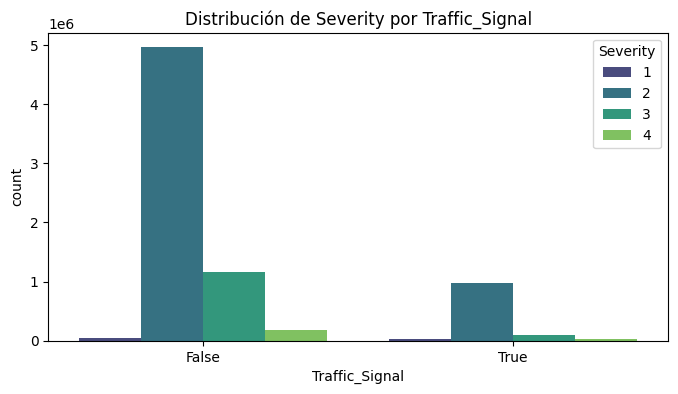 Distribución de Severity por Traffic_Signal
1e6
Severity
1
2
3
4
5
4
3
2
1
0
count
False True
Traffic_Signal